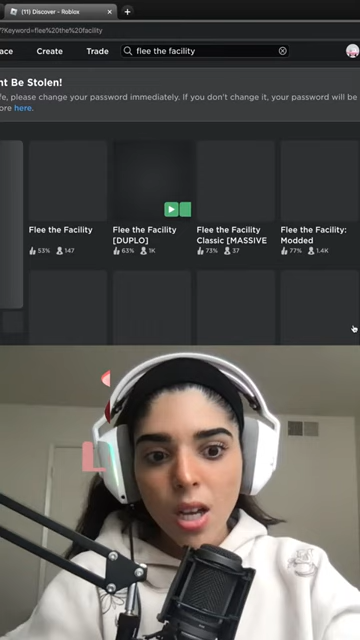 (11) Discover - Roblox
/?Keyword=flee%20the%20facility
ace Create Trade flee the facility
nt Be Stolen!
fe, please change your password immediately. If you don't change it, your password will be
ore here.
Flee the Facility
53% 147
Flee the Facility
[DUPLO]
63% 1K
Flee the Facility
Classic [MASSIVE
73% 37
Flee the Facility:
Modded
77% 1.4K